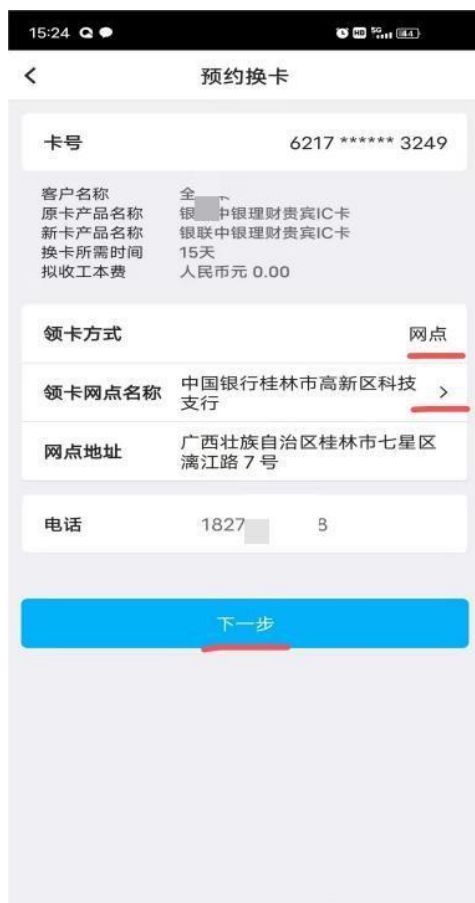 15:24
HD 5G 44
预约换卡
卡号 6217 ****** 3249
客户名称 全
原卡产品名称 银 中银理财贵宾IC卡
新卡产品名称 银联中银理财贵宾IC卡
换卡所需时间 15天
拟收工本费 人民币元 0.00
领卡方式 网点
领卡网点名称 中国银行桂林市高新区科技
支行
网点地址 广西壮族自治区桂林市七星区
漓江路 7 号
电话 1827
下一步